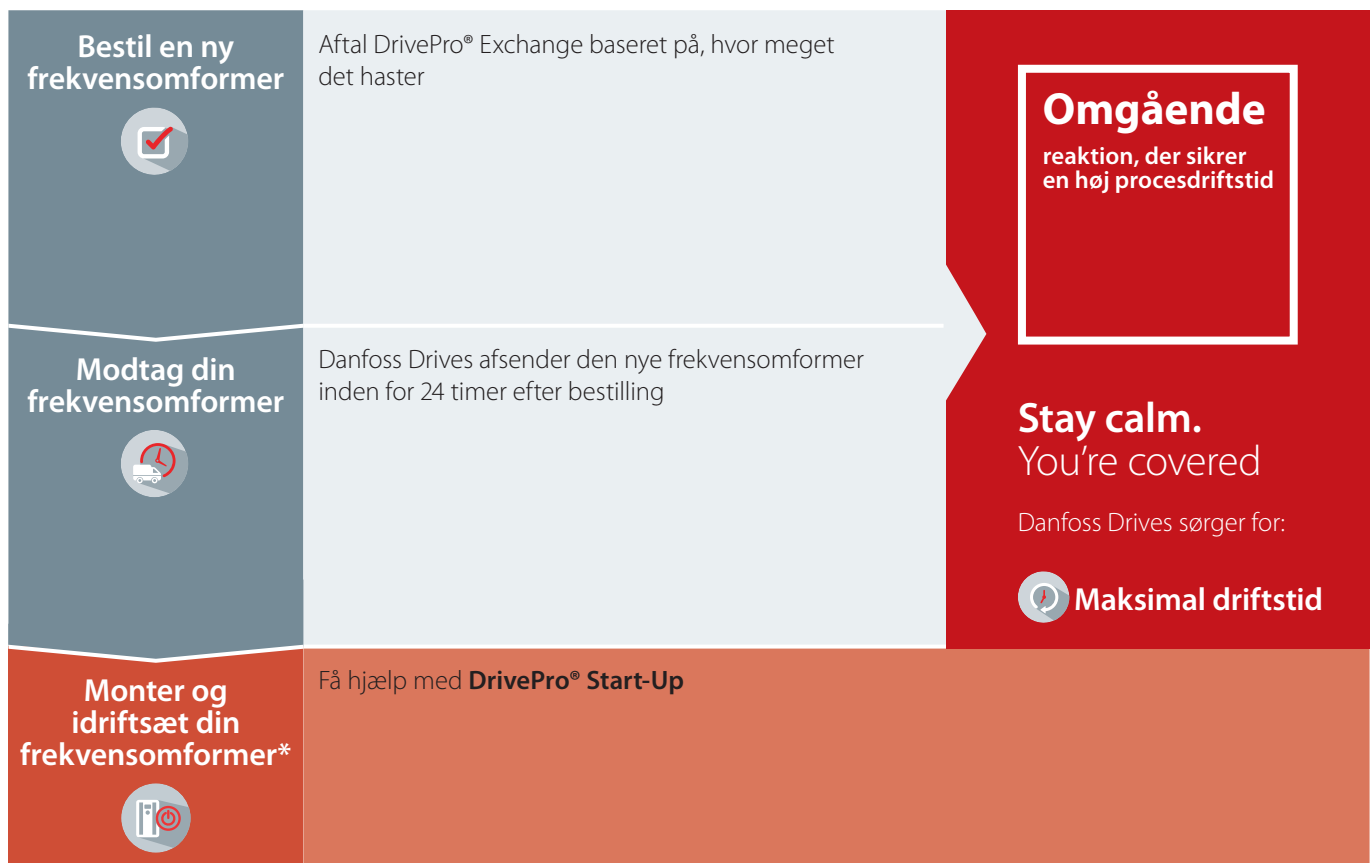 Bestil en ny
frekvensomformer
Aftal DrivePro® Exchange baseret på, hvor meget
det haster
Modtag din
frekvensomformer
Danfoss Drives afsender den nye frekvensomformer
inden for 24 timer efter bestilling
Omgående
reaktion, der sikrer
en høj procesdriftstid
Stay calm.
You're covered
Danfoss Drives sørger for:
Maksimal driftstid
Monter og
idriftsæt din
frekvensomformer*
Få hjælp med DrivePro® Start-Up